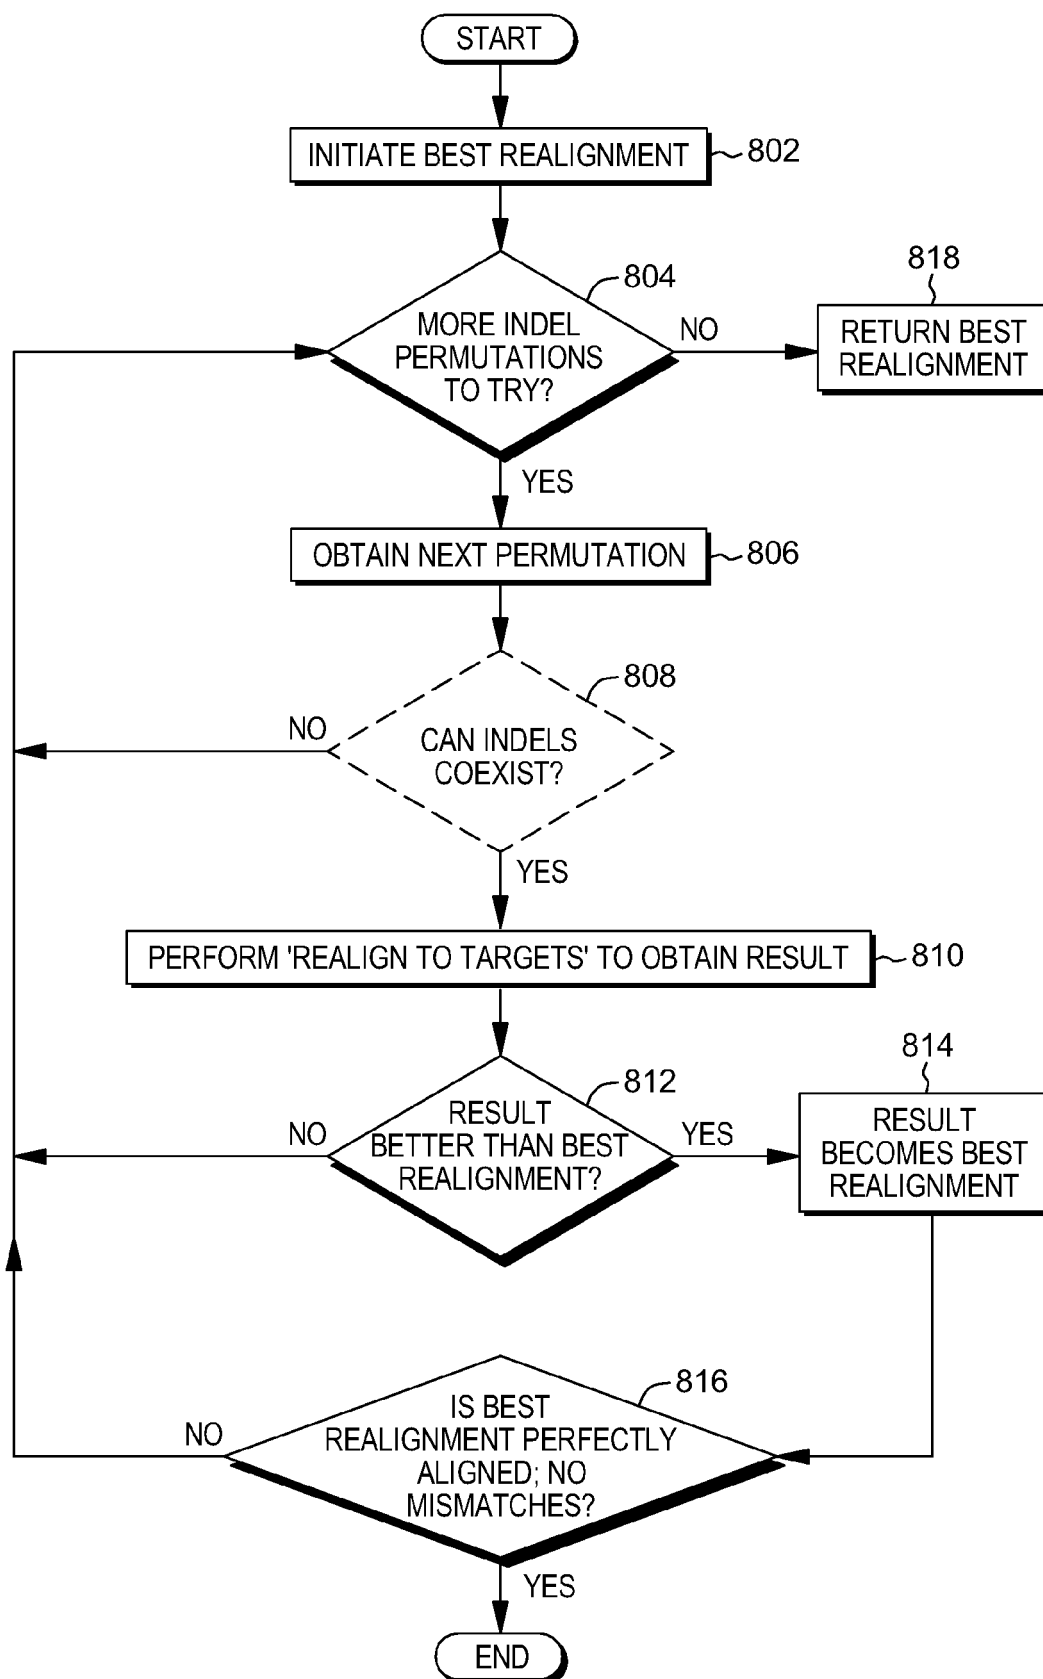 START
INITIATE BEST REALIGNMENT
802
804
MORE INDEL
PERMUTATIONS
TO TRY?
NO
818
RETURN BEST
REALIGNMENT
YES
OBTAIN NEXT PERMUTATION
806
808
CAN INDELS
COEXIST?
NO
YES
PERFORM 'REALIGN TO TARGETS' TO OBTAIN RESULT
810
812
RESULT
BETTER THAN BEST
REALIGNMENT?
NO
YES
814
RESULT
BECOMES BEST
REALIGNMENT
816
IS BEST
REALIGNMENT PERFECTLY
ALIGNED; NO
MISMATCHES?
NO
YES
END